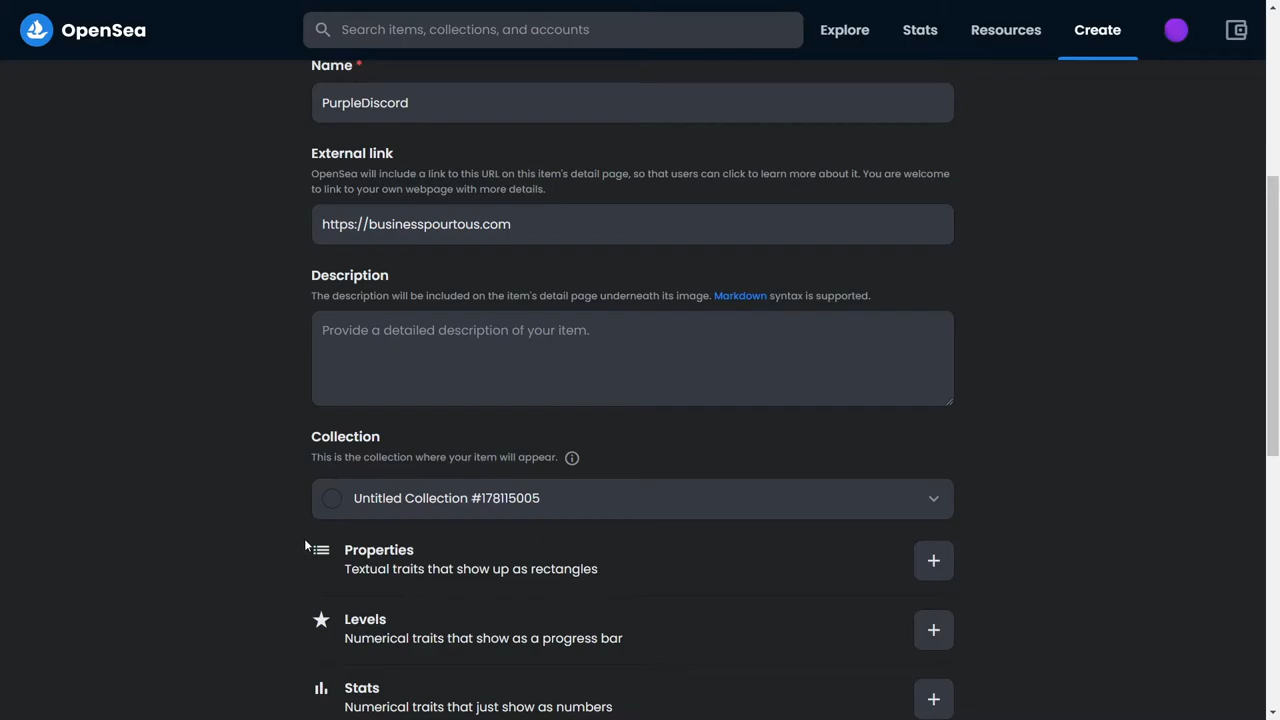 OpenSea
Search items, collections, and accounts
Explore
Stats
Resources
Create
Name *
PurpleDiscord
External link
OpenSea will include a link to this URL on this item's detail page, so that users can click to learn more about it. You are welcome
to link to your own webpage with more details.
https://businesspourtous.com
Description
The description will be included on the item's detail page underneath its image. Markdown syntax is supported.
Provide a detailed description of your item.
Collection
This is the collection where your item will appear.
Untitled Collection #178115005
Properties
Textual traits that show up as rectangles
Levels
Numerical traits that show as a progress bar
Stats
Numerical traits that just show as numbers